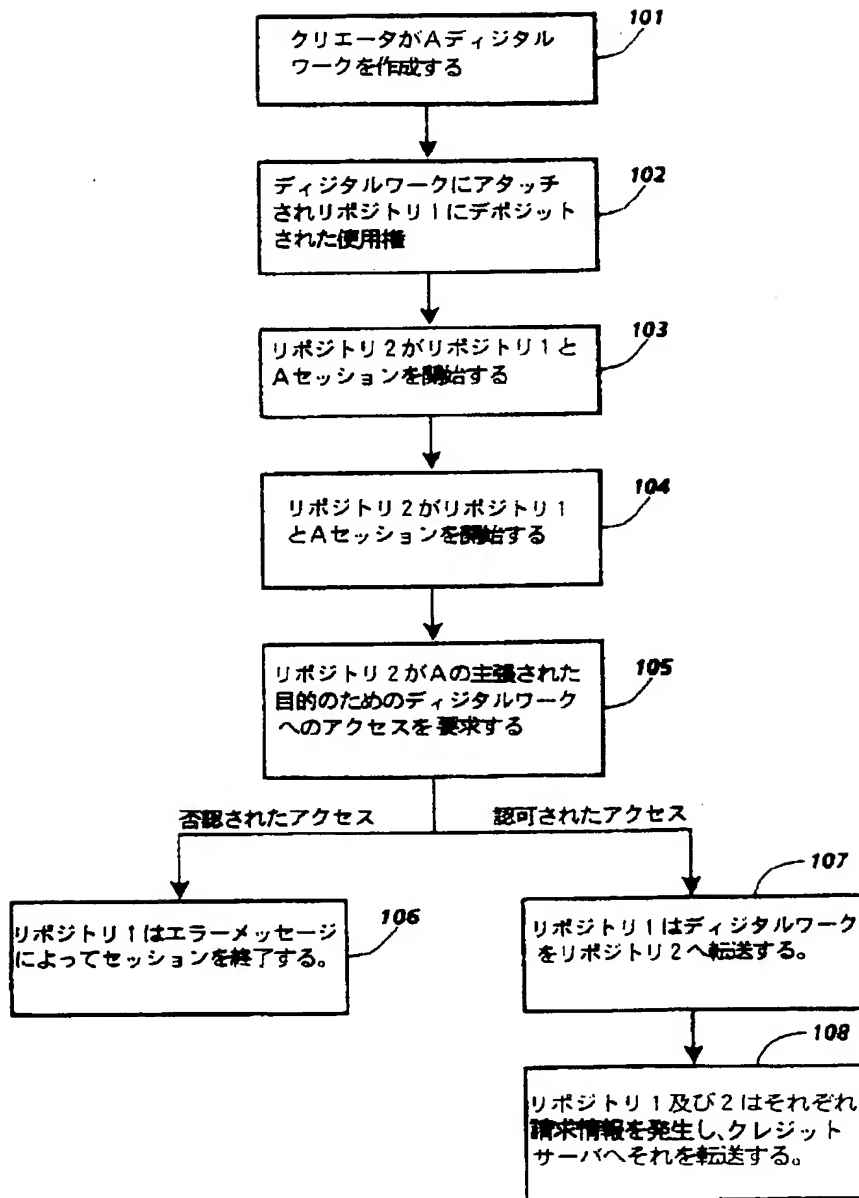 101
クリエータがAディジタル
ワークを作成する
102
ディジタルワークにアタッチ
されリポジトリ1にデポジット
された使用権
103
リポジトリ2がリポジトリ1と
Aセッションを開始する
104
リポジトリ2がリポジトリ1
とAセッションを開始する
105
リポジトリ2がAの主張された
目的のためのディジタルワーク
へのアクセスを要求する
否認されたアクセス
認可されたアクセス
106
リポジトリ1はエラーメッセージ
によってセッションを終了する。
107
リポジトリ1はディジタルワーク
をリポジトリ2へ転送する。
108
リポジトリ1及び2はそれぞれ
請求情報を発生し、クレジット
サーバへそれを転送する。